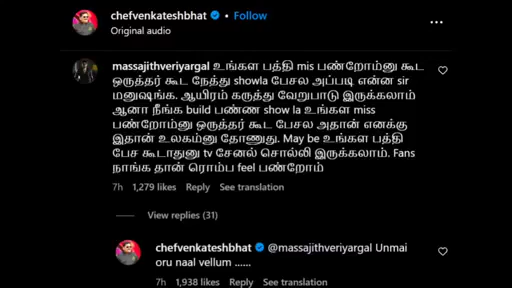 chefvenkateshbhat • Follow
Original audio
massajithveriyargal உங்கள பத்தி mis பண்றோம்னு கூட
ஒருத்தர் கூட நேத்து showla பேசல அப்படி என்ன sir
மனுஷங்க. ஆயிரம் கருத்து வேறுபாடு இருக்கலாம்
ஆனா நீங்க build பண்ண show la உங்கள miss
பண்றோம்னு ஒருத்தர் கூட பேசல அதான் எனக்கு
இதான் உலகம்னு தோணுது. May be உங்கள பத்தி
பேச கூடாதுனு tv சேனல் சொல்லி இருக்கலாம். Fans
நாங்க தான் ரொம்ப feel பண்றோம்
7h 1,279 likes Reply See translation
View replies (31)
chefvenkateshbhat @massajithveriyargal Unmai
oru naal vellum ......
7h 1,938 likes Reply See translation